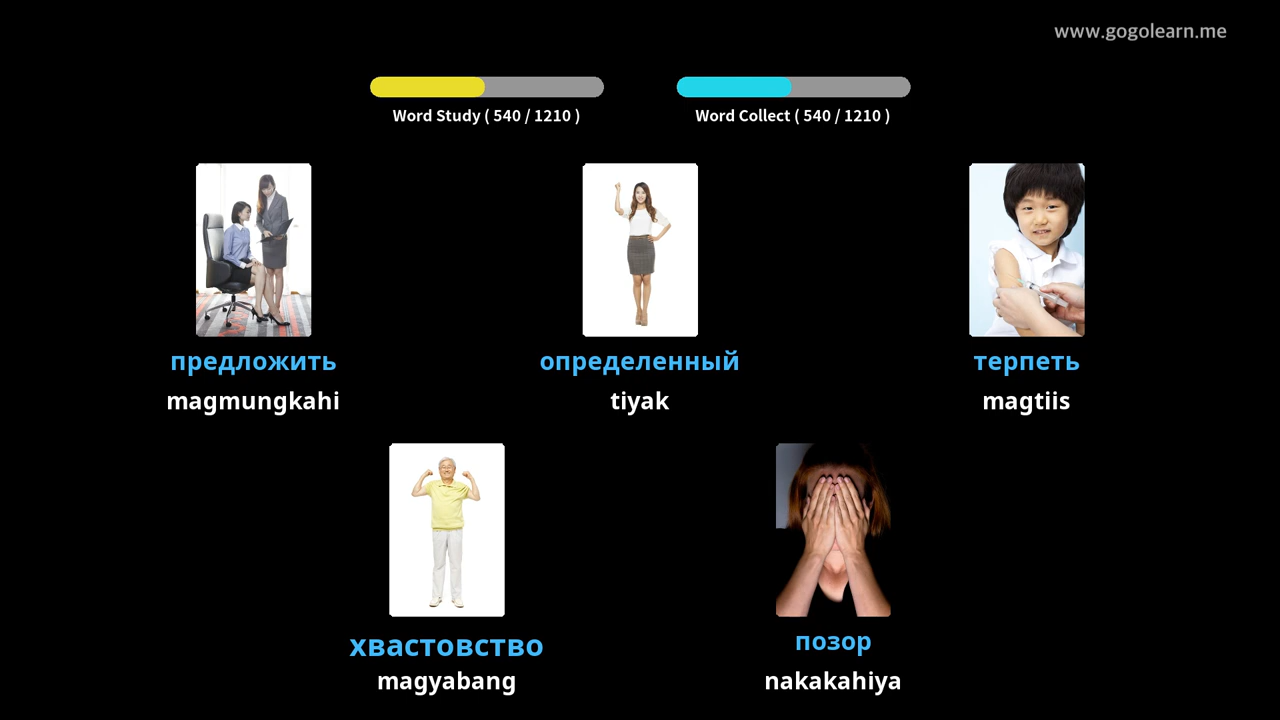 www.gogolearn.me
Word Study ( 540 / 1210 )
Word Collect ( 540 / 1210 )
предложить
magmungkahi
определенный
tiyak
терпеть
magtiis
хвастовство
magyabang
позор
nakakahiya